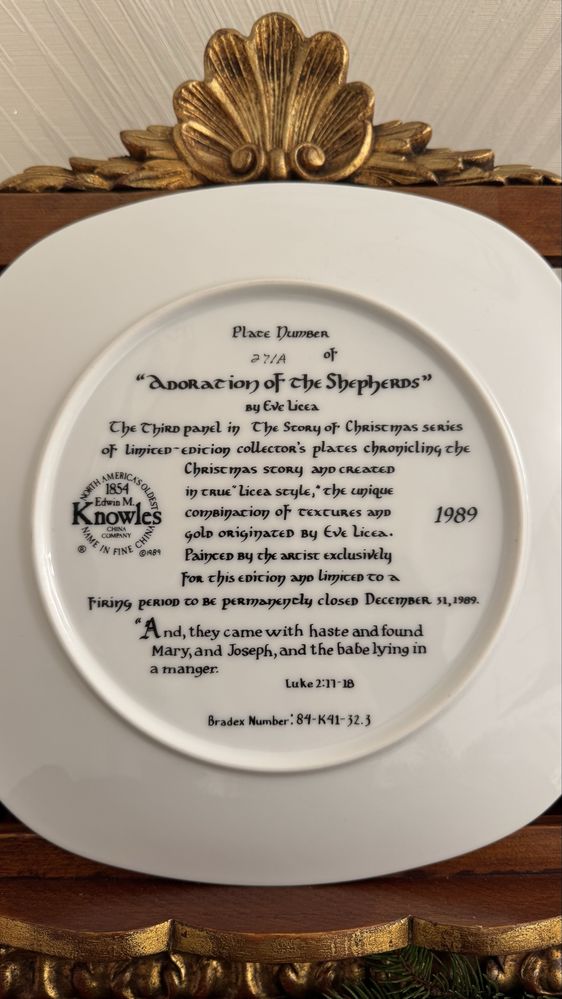 Plate Number
27/A of
"Adoration of the Shepherds"
by Eve Licea
The Third panel in The Story of Christmas series
of limited-edition collector's plates chronicling the
Christmas story and created
in true "Licea style," the unique
combination of textures and
gold originated by Eve Licea.
Painted by the artist exclusively
for this edition and limited to a
firing period to be permanently closed December 31, 1989.
NORTH AMERICA'S OLDEST
1854
Edwin M.
Knowles
CHINA
COMPANY
NAME IN FINE CHINA
® ©1989
1989
"And, they came with haste and found
Mary, and Joseph, and the babe lying in
a manger.
Luke 2:17-18
Bradex Number: 84-K41-32.3